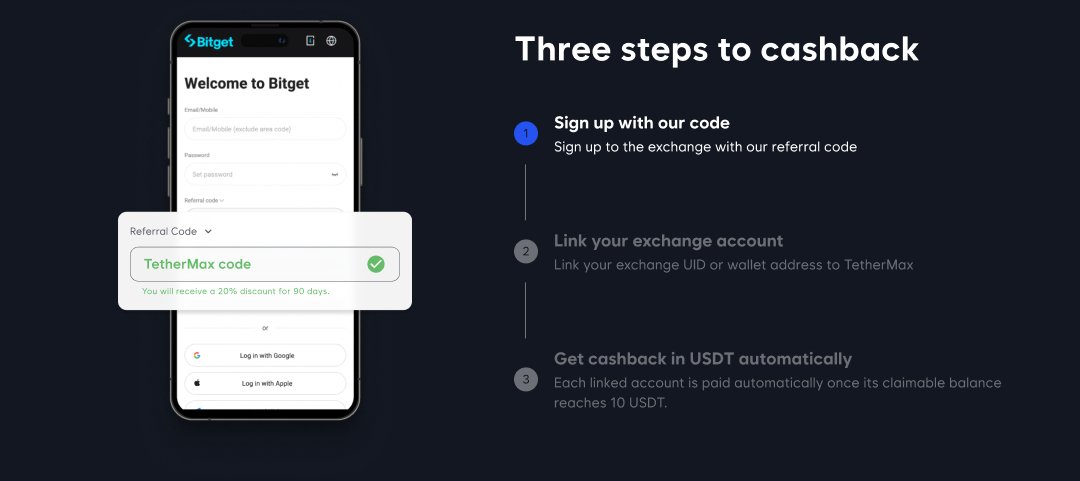 Bitget
Welcome to Bitget
Email/Mobile
Email/Mobile (exclude area code)
Password
Set password
Referral code
Referral Code
TetherMax code
You will receive a 20% discount for 90 days.
or
Log in with Google
Log in with Apple
Three steps to cashback
1
Sign up with our code
Sign up to the exchange with our referral code
2
Link your exchange account
Link your exchange UID or wallet address to TetherMax
3
Get cashback in USDT automatically
Each linked account is paid automatically once its claimable balance
reaches 10 USDT.